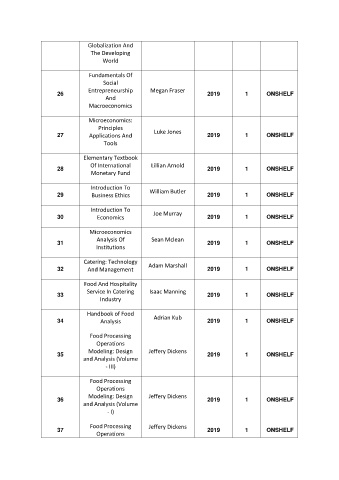 Globalization And
The Developing
World
Fundamentals Of
Social
26 Entrepreneurship Megan Fraser 2019 1 ONSHELF
And
Macroeconomics
Microeconomics:
Principles
27 Applications And Luke Jones 2019 1 ONSHELF
Tools
Elementary Textbook
28 Of International Lillian Arnold 2019 1 ONSHELF
Monetary Fund
Introduction To
29 Business Ethics William Butler 2019 1 ONSHELF
Introduction To
30 Economics Joe Murray 2019 1 ONSHELF
Microeconomics
31 Analysis Of Sean Mclean 2019 1 ONSHELF
Institutions
Catering: Technology
32 And Management Adam Marshall 2019 1 ONSHELF
Food And Hospitality
33 Service In Catering Isaac Manning 2019 1 ONSHELF
Industry
Handbook of Food
34 Analysis Adrian Kub 2019 1 ONSHELF
Food Processing
Operations
35 Modeling: Design Jeffery Dickens 2019 1 ONSHELF
and Analysis (Volume
- III)
Food Processing
Operations
36 Modeling: Design Jeffery Dickens 2019 1 ONSHELF
and Analysis (Volume
- I)
37 Food Processing Jeffery Dickens 2019 1 ONSHELF
Operations